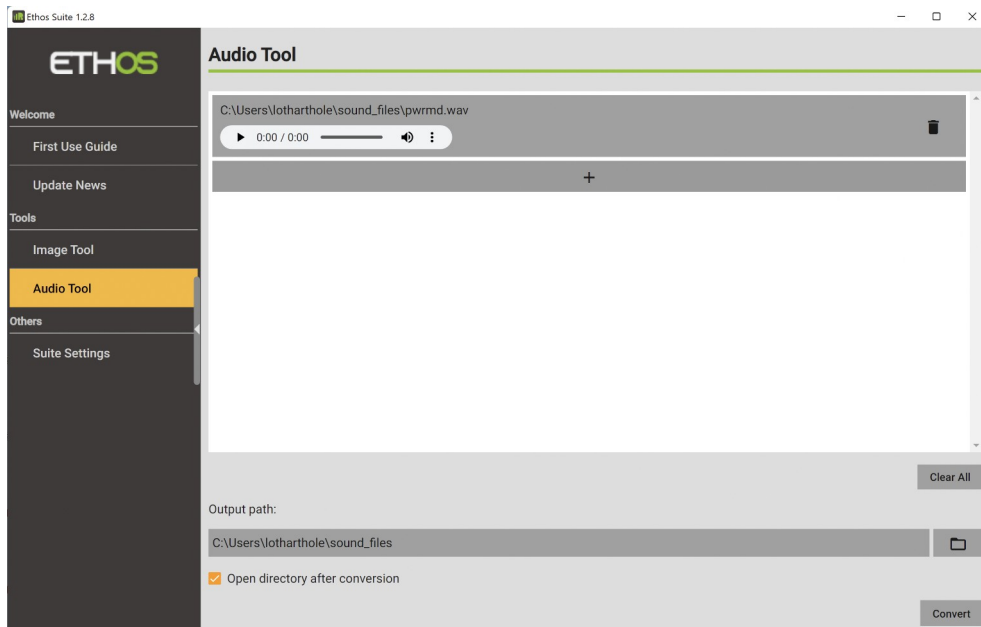 Ethos Suite 1.2.8
ETHOS
Welcome
First Use Guide
Update News
Tools
Image Tool
Audio Tool
Others
Suite Settings
Audio Tool
C:\Users\lotharthole\sound_files\pwrmd.wav
0:00 / 0:00
+
Clear All
Output path:
C:\Users\lotharthole\sound_files
Open directory after conversion
Convert